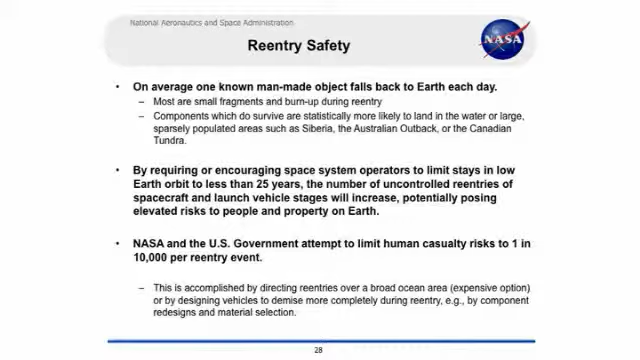 National Aeronautics and Space Administration
Reentry Safety
NASA
• On average one known man-made object falls back to Earth each day.
– Most are small fragments and burn-up during reentry
– Components which do survive are statistically more likely to land in the water or large,
sparsely populated areas such as Siberia, the Australian Outback, or the Canadian
Tundra.
• By requiring or encouraging space system operators to limit stays in low
Earth orbit to less than 25 years, the number of uncontrolled reentries of
spacecraft and launch vehicle stages will increase, potentially posing
elevated risks to people and property on Earth.
• NASA and the U.S. Government attempt to limit human casualty risks to 1 in
10,000 per reentry event.
– This is accomplished by directing reentries over a broad ocean area (expensive option)
or by designing vehicles to demise more completely during reentry, e.g., by component
redesigns and material selection.
28